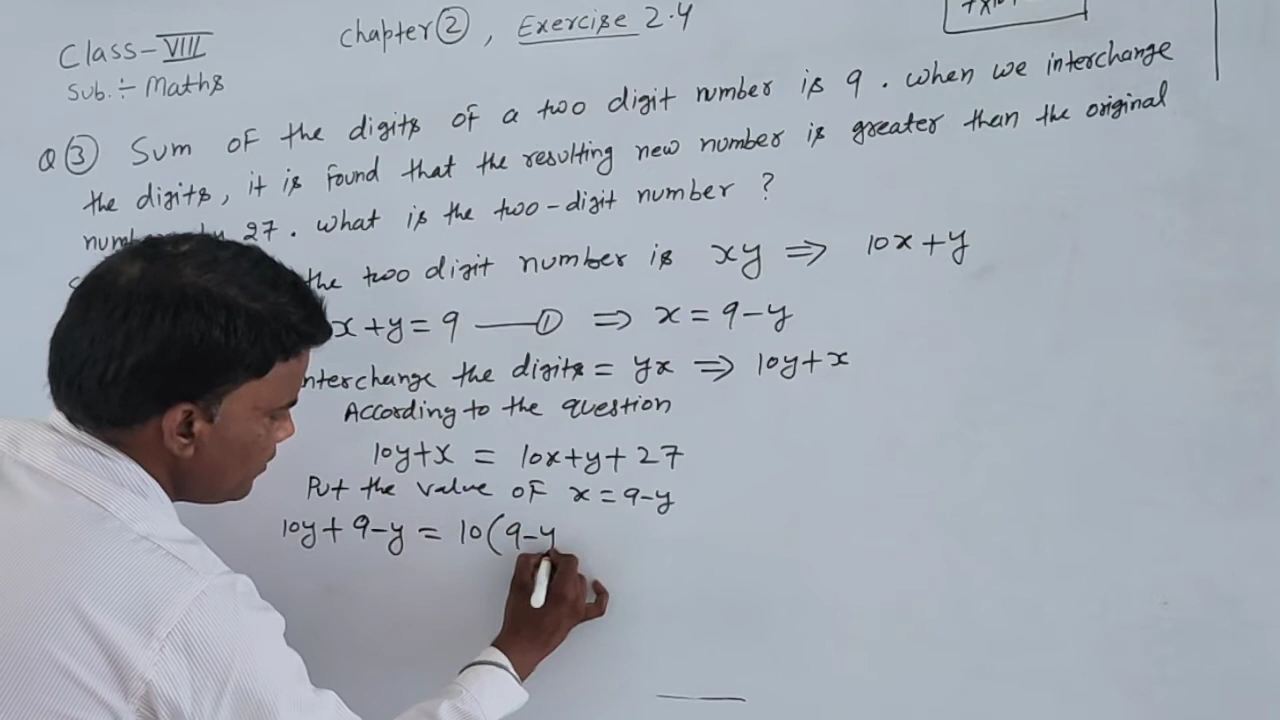 Class-VIII
Chapter ②, Exercise 2.4
Sub. ÷ Maths
Q ③ Sum of the digits of a two digit number is 9. When we interchange
the digits, it is found that the resulting new number is greater than the original
27. What is the two-digit number?
the two digit number is xy ⇒ 10x+y
x+y=9 —① ⇒ x=9-y
nterchange the digits = yx ⇒ 10y+x
According to the question
10y+x = 10x+y+27
Put the value of x=9-y
10y+9-y = 10(9-y